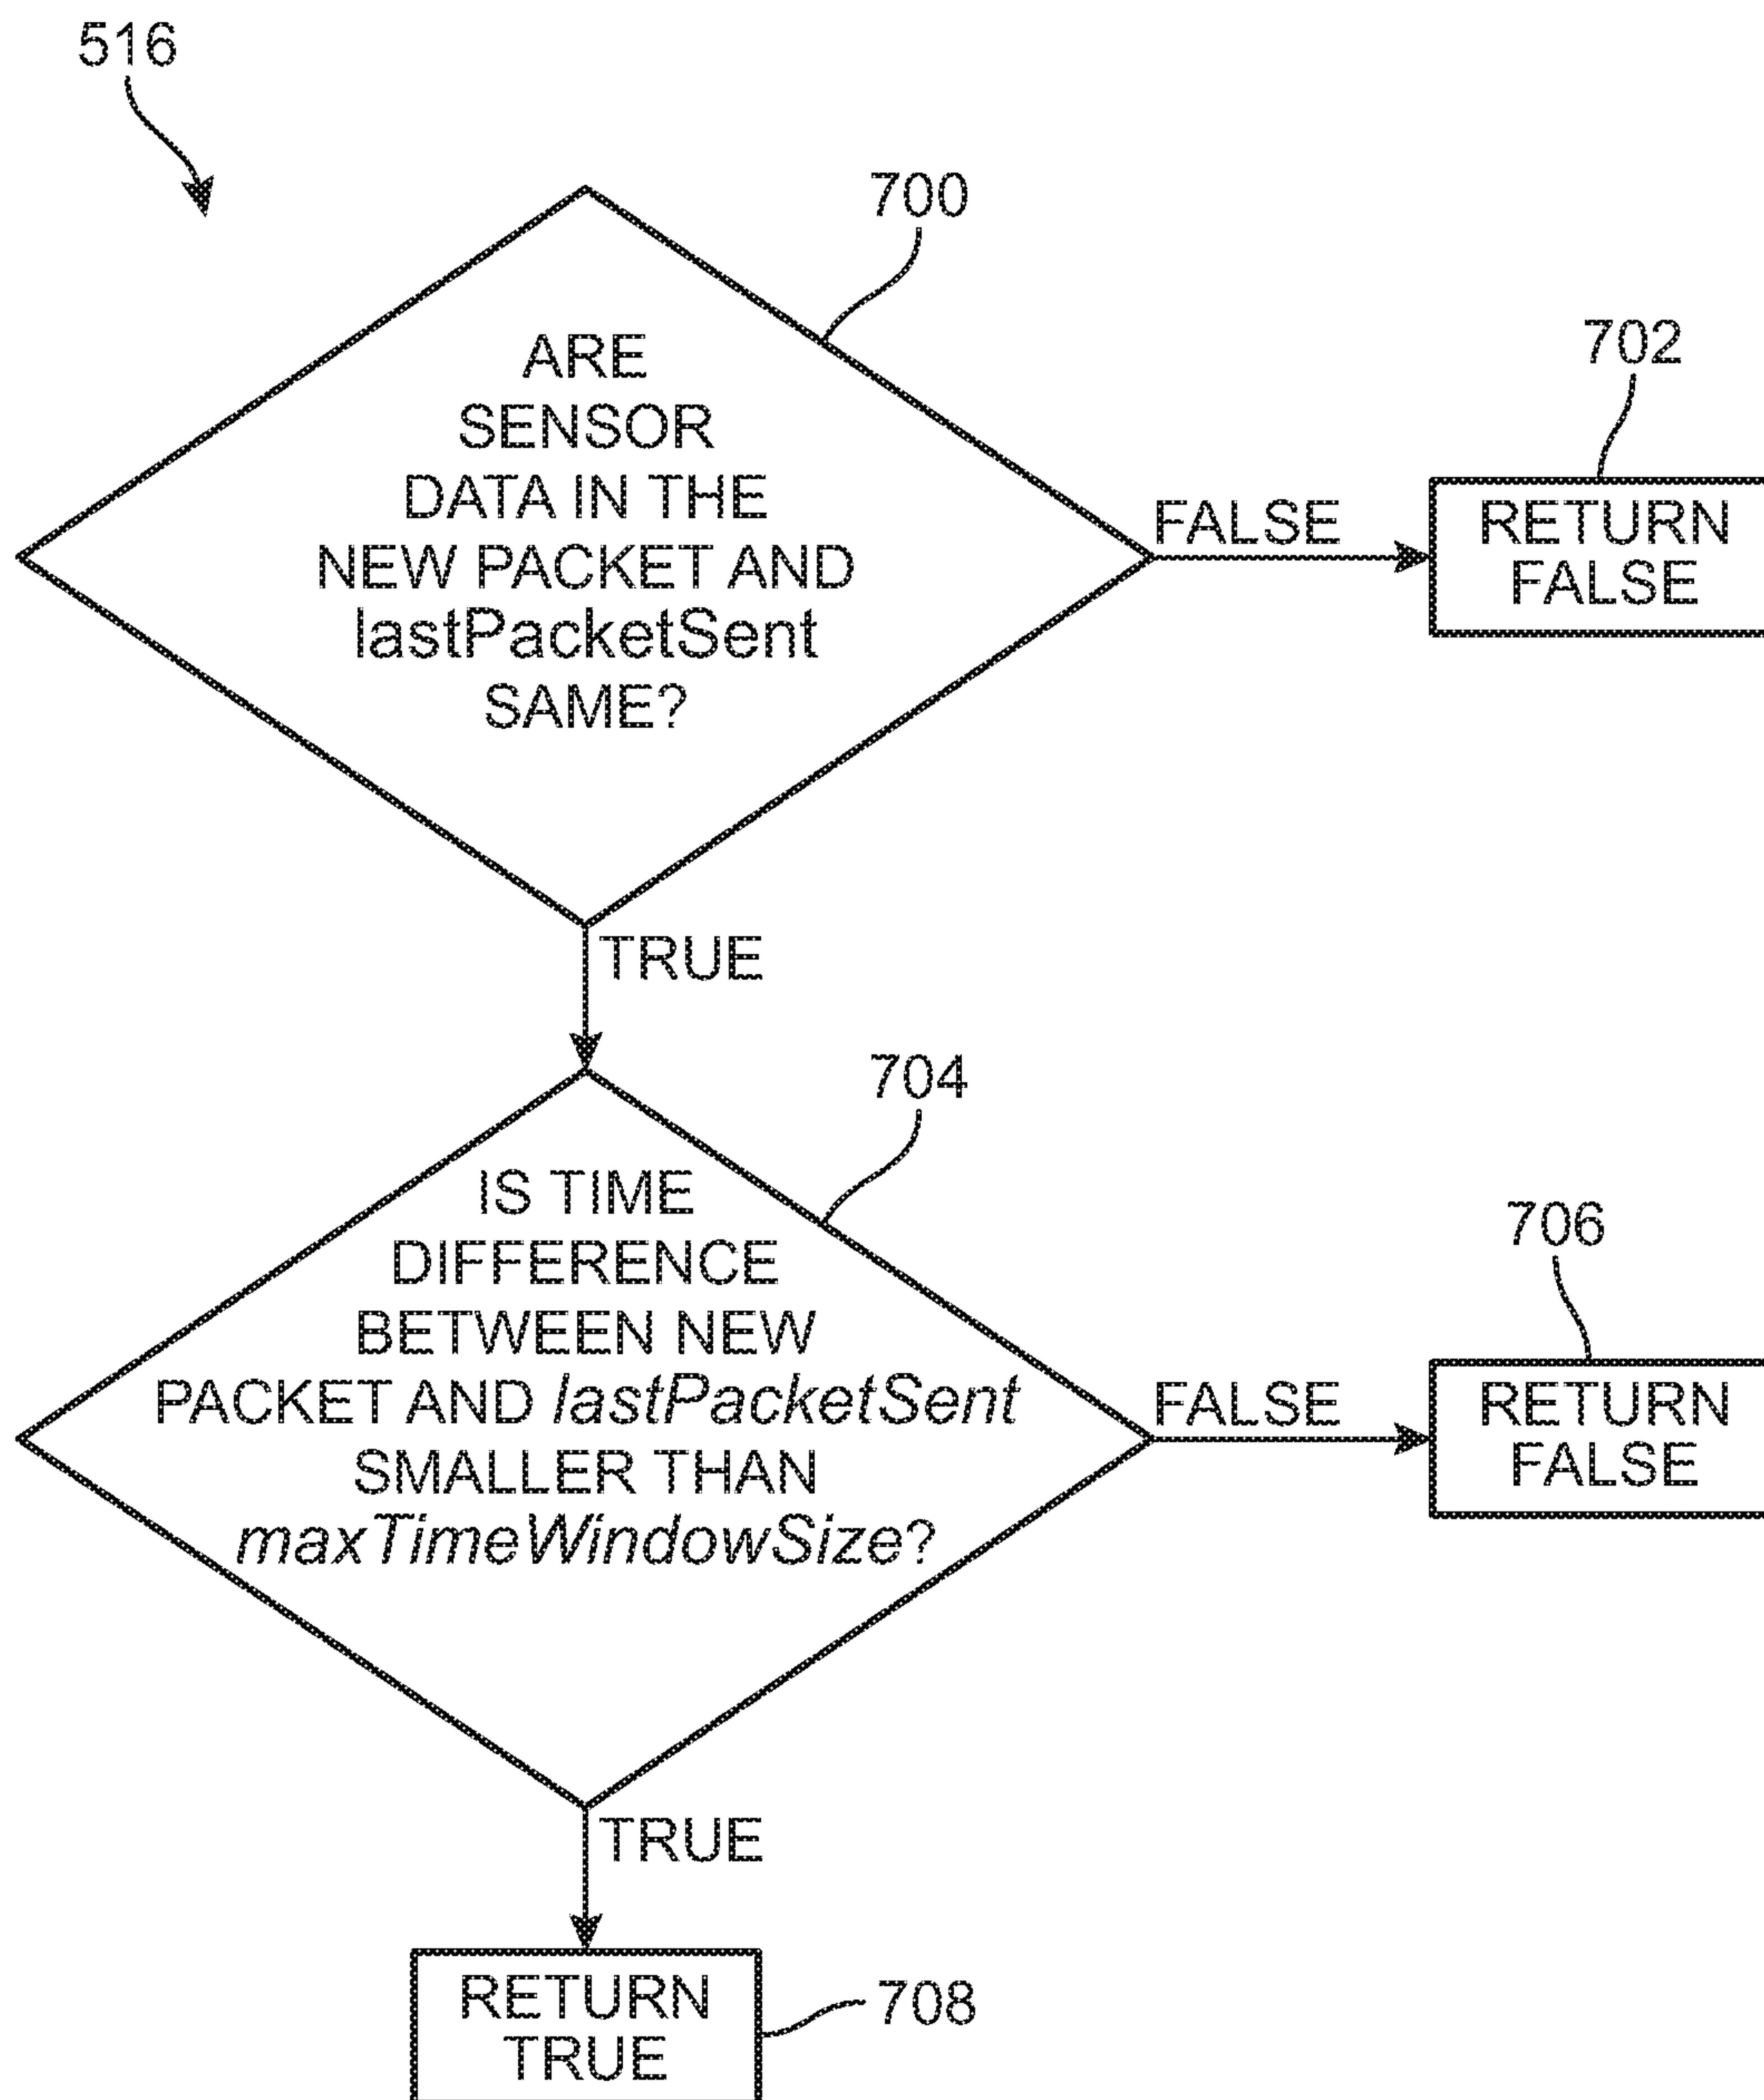 516
700
ARE
SENSOR
DATA IN THE
NEW PACKET AND
lastPacketSent
SAME?
FALSE
702
RETURN
FALSE
TRUE
704
IS TIME
DIFFERENCE
BETWEEN NEW
PACKET AND lastPacketSent
SMALLER THAN
maxTimeWindowSize?
FALSE
706
RETURN
FALSE
TRUE
RETURN
TRUE
708